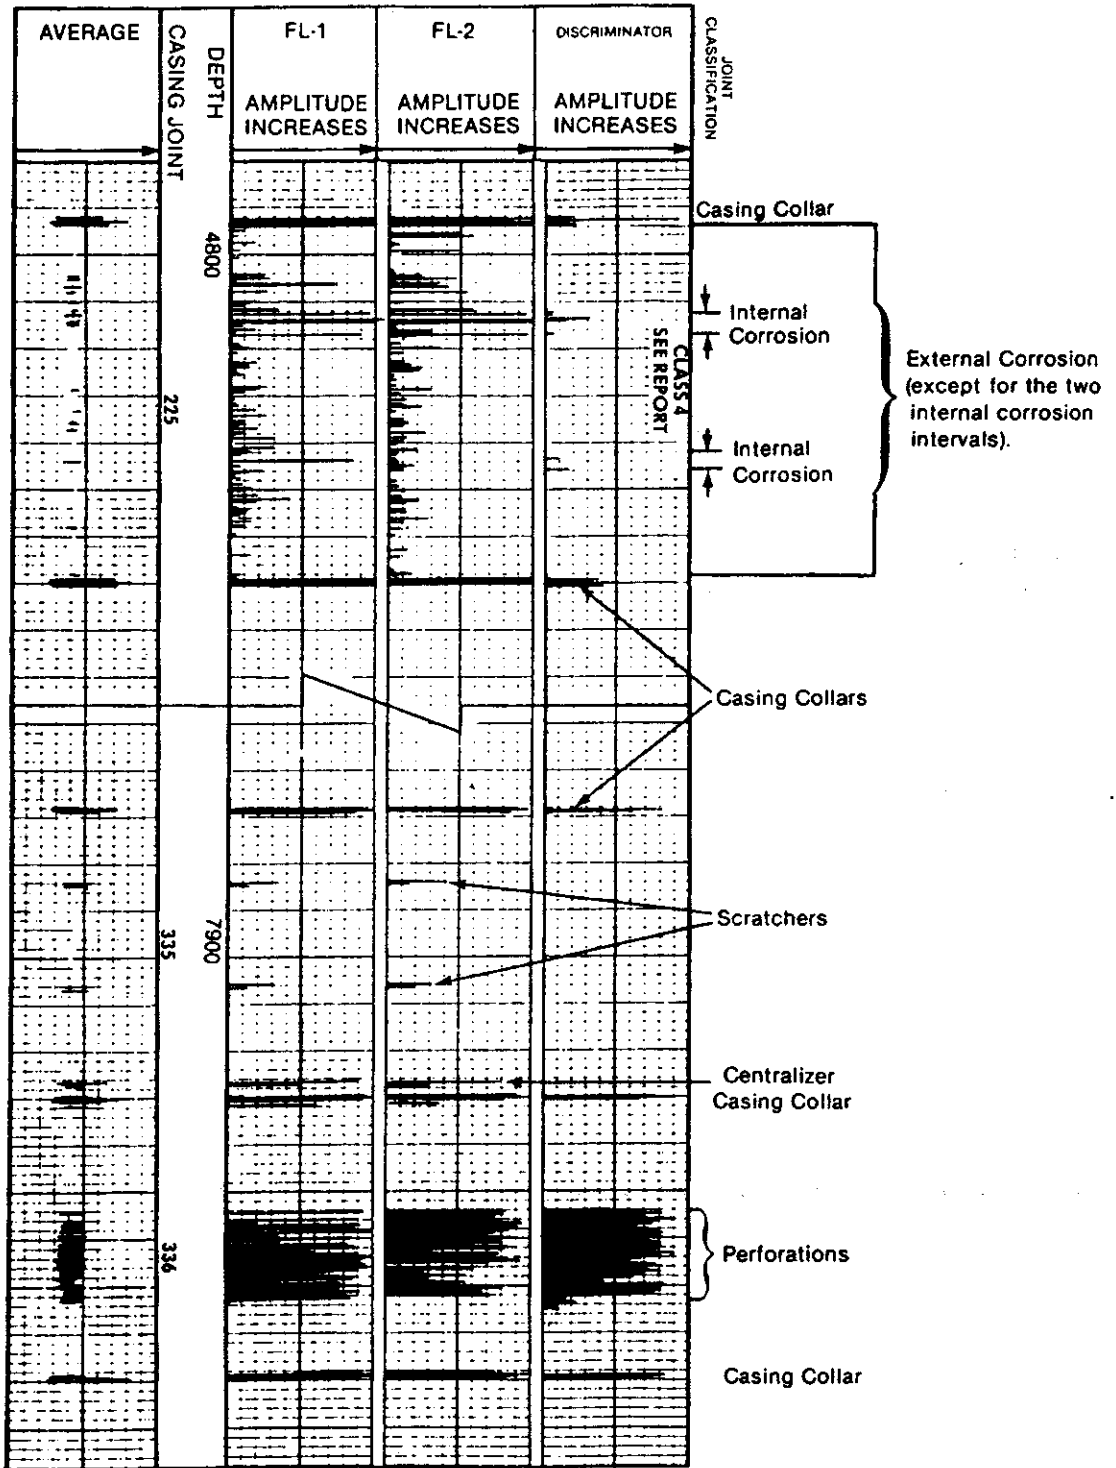 AVERAGE
CASING JOINT
DEPTH
FL-1
AMPLITUDE
INCREASES
FL-2
AMPLITUDE
INCREASES
DISCRIMINATOR
AMPLITUDE
INCREASES
JOINT
CLASSIFICATION
Casing Collar
4800
Internal
Corrosion
CLASS 4
SEE REPORT
External Corrosion
(except for the two
internal corrosion
intervals).
225
Internal
Corrosion
Casing Collars
Scratchers
335
7900
Centralizer
Casing Collar
336
Perforations
Casing Collar